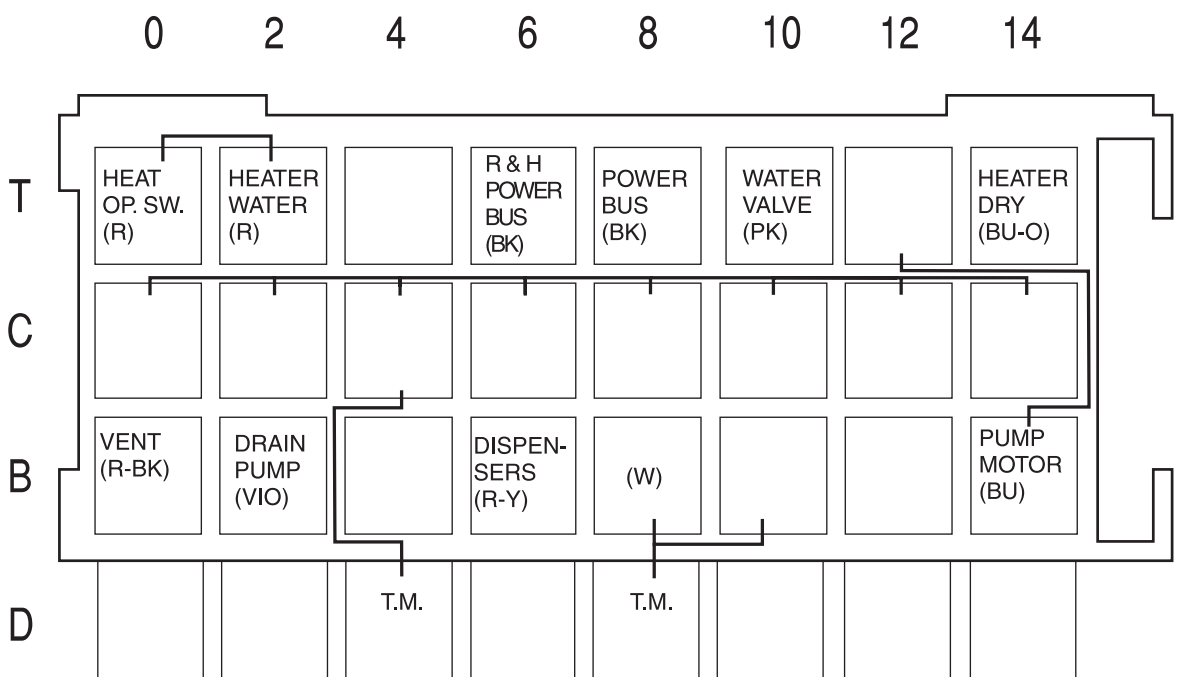 0 2 4 6 8 10 12 14
T
HEAT
OP. SW.
(R)
HEATER
WATER
(R)
R & H
POWER
BUS
(BK)
POWER
BUS
(BK)
WATER
VALVE
(PK)
HEATER
DRY
(BU-O)
C
B
VENT
(R-BK)
DRAIN
PUMP
(VIO)
DISPEN-
SERS
(R-Y)
(W)
PUMP
MOTOR
(BU)
D
T.M.
T.M.